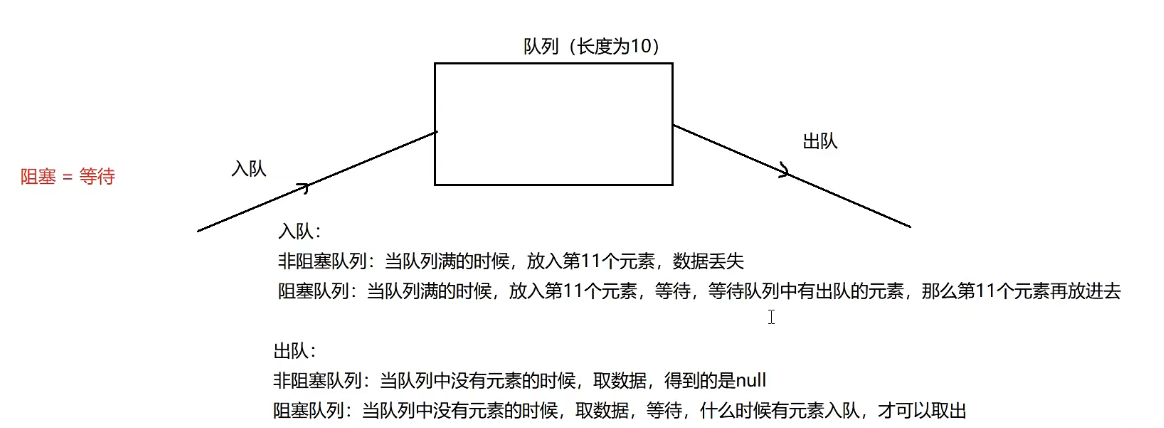 队列（长度为10）
出队
入队
阻塞 = 等待
入队：
非阻塞队列：当队列满的时候，放入第11个元素，数据丢失
阻塞队列：当队列满的时候，放入第11个元素，等待，等待队列中有出队的元素，那么第11个元素再放进去
出队：
非阻塞队列：当队列中没有元素的时候，取数据，得到的是null
阻塞队列：当队列中没有元素的时候，取数据，等待，什么时候有元素入队，才可以取出